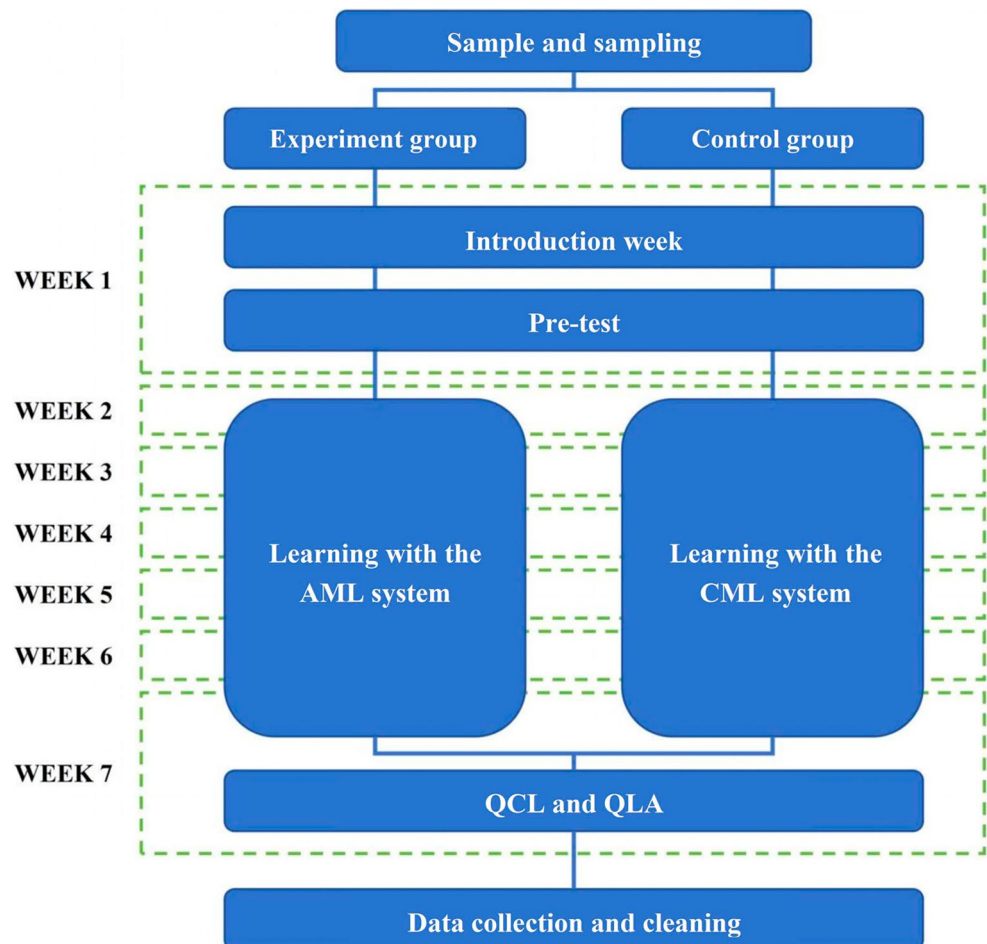 Sample and sampling
Experiment group
Control group
WEEK 1
Introduction week
Pre-test
WEEK 2
WEEK 3
WEEK 4
WEEK 5
WEEK 6
Learning with the
AML system
Learning with the
CML system
WEEK 7
QCL and QLA
Data collection and cleaning